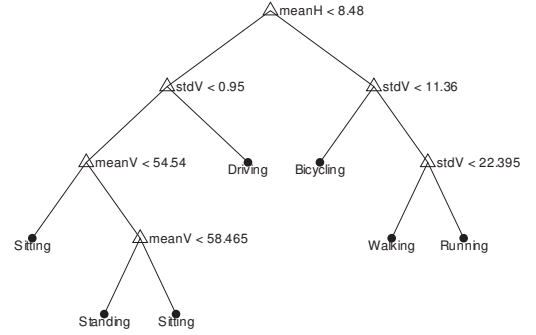 meanH < 8.48
stdV < 0.95
stdV < 11.36
meanV < 54.54
Driving
Bicycling
stdV < 22.395
Sitting
meanV < 58.465
Walking
Running
Standing
Sitting